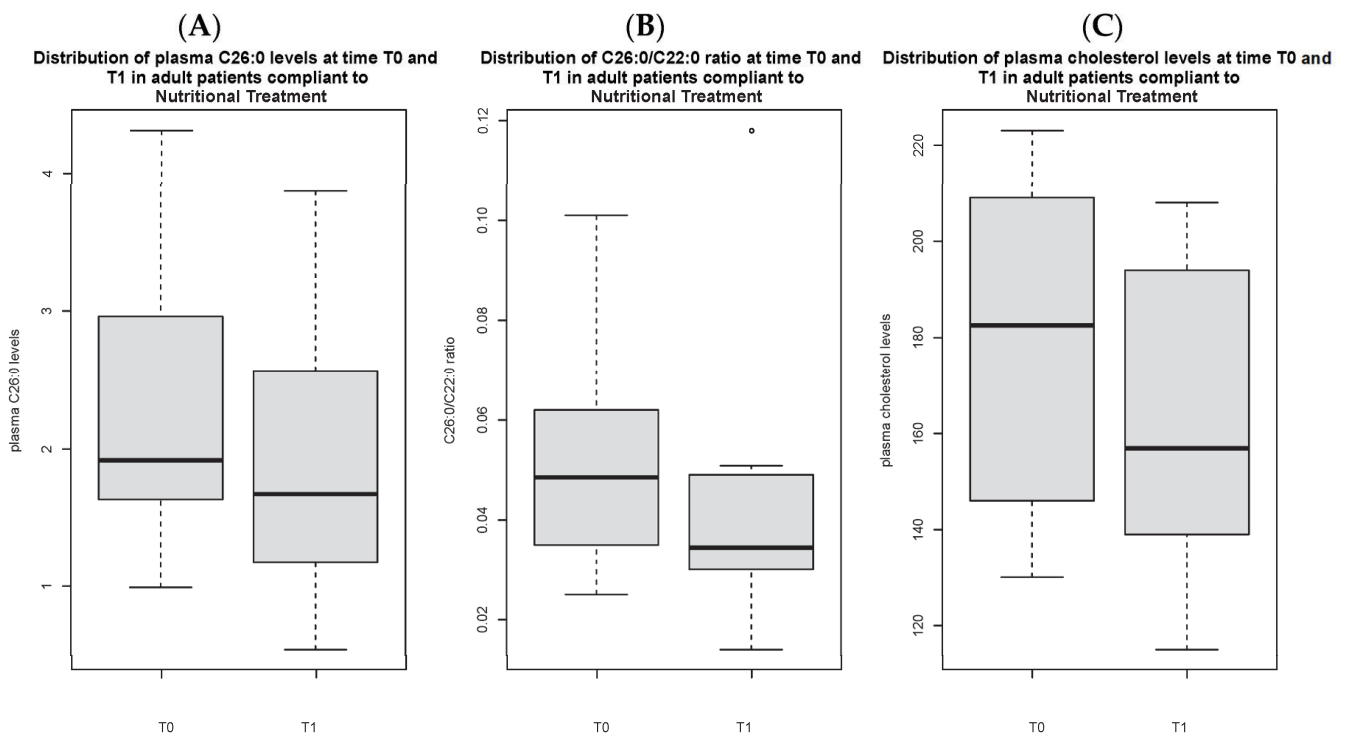 (A)
Distribution of plasma C26:0 levels at time T0 and
T1 in adult patients compliant to
Nutritional Treatment
plasma C26:0 levels
4
3
2
1
T0 T1
(B)
Distribution of C26:0/C22:0 ratio at time T0 and
T1 in adult patients compliant to
Nutritional Treatment
C26:0/C22:0 ratio
0.12
0.10
0.08
0.06
0.04
0.02
T0 T1
(C)
Distribution of plasma cholesterol levels at time T0 and
T1 in adult patients compliant to
Nutritional Treatment
plasma cholesterol levels
220
200
180
160
140
120
T0 T1